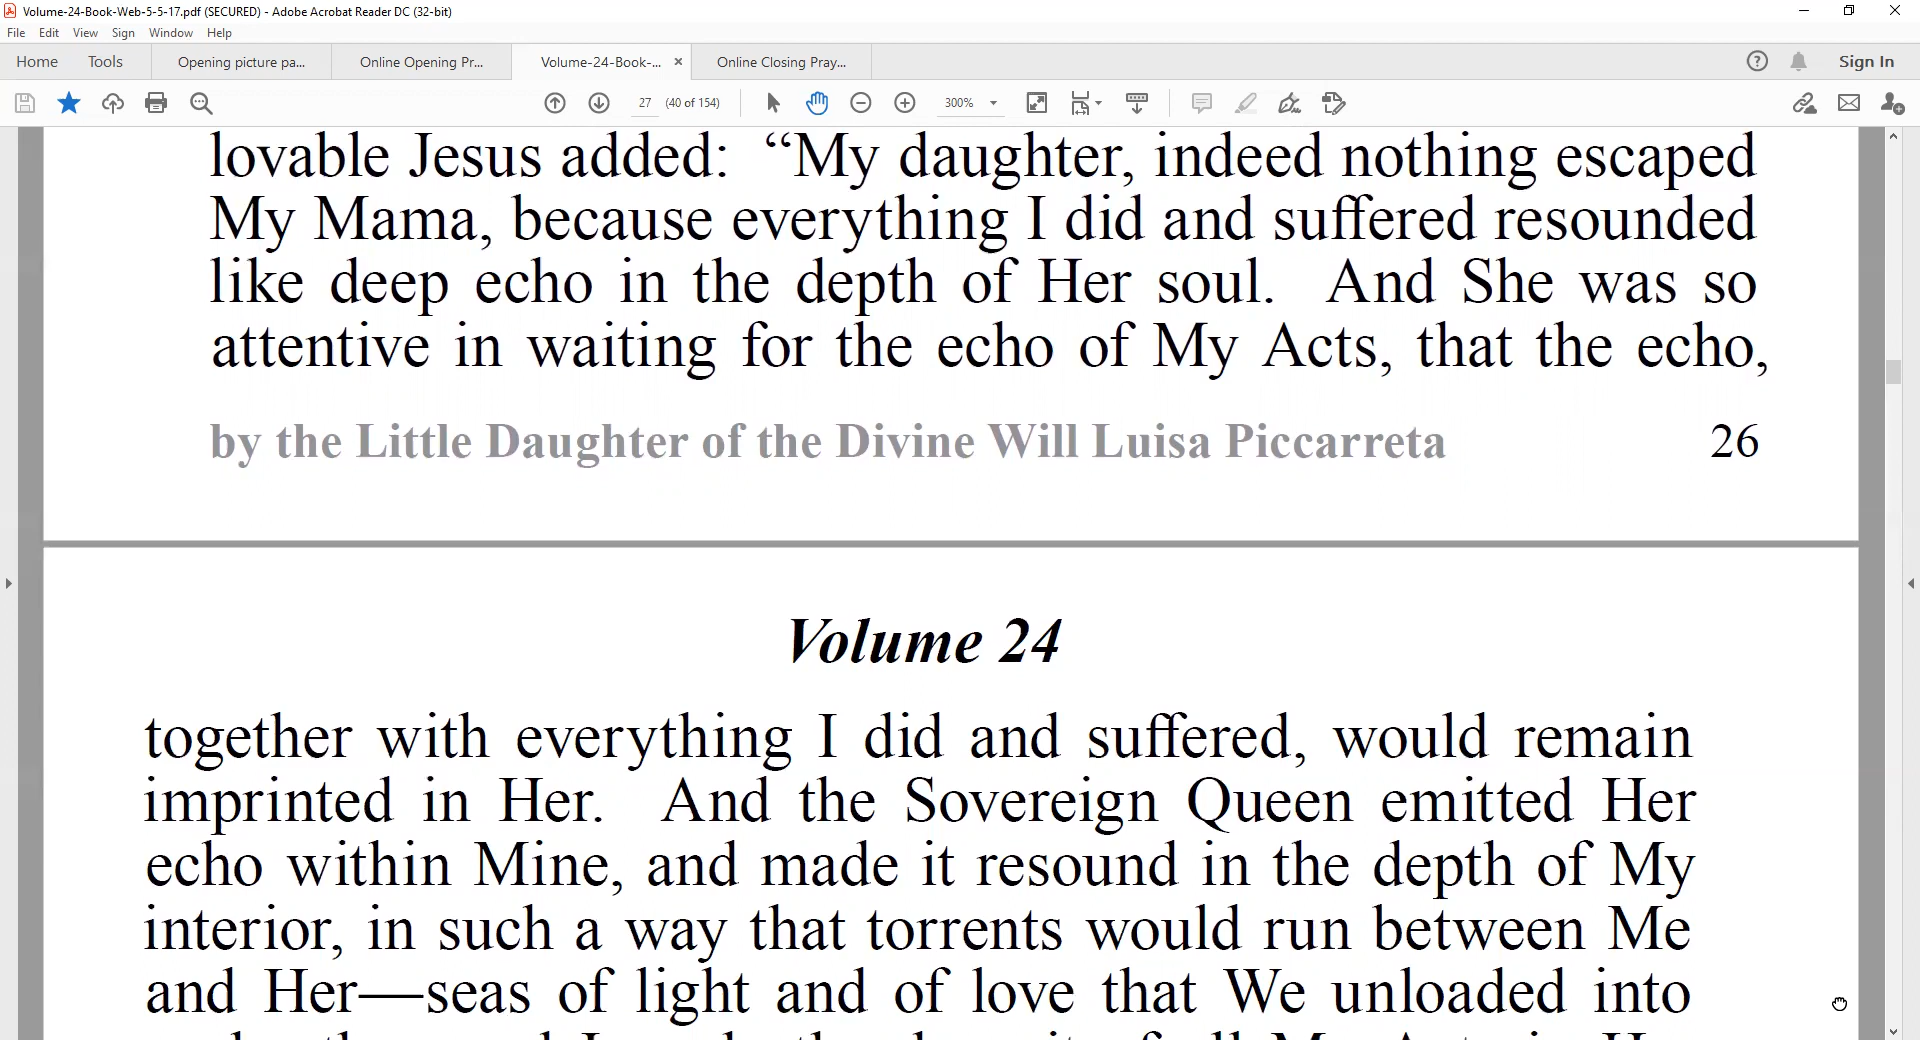 Volume-24-Book-Web-5-5-17.pdf (SECURED) - Adobe Acrobat Reader DC (32-bit)
File Edit View Sign Window Help
Home Tools Opening picture pa... Online Opening Pr... Volume-24-Book-... × Online Closing Pray... Sign In
27 (40 of 154) 300%
lovable Jesus added: “My daughter, indeed nothing escaped
My Mama, because everything I did and suffered resounded
like deep echo in the depth of Her soul. And She was so
attentive in waiting for the echo of My Acts, that the echo,
by the Little Daughter of the Divine Will Luisa Piccarreta 26
Volume 24
together with everything I did and suffered, would remain
imprinted in Her. And the Sovereign Queen emitted Her
echo within Mine, and made it resound in the depth of My
interior, in such a way that torrents would run between Me
and Her—seas of light and of love that We unloaded into